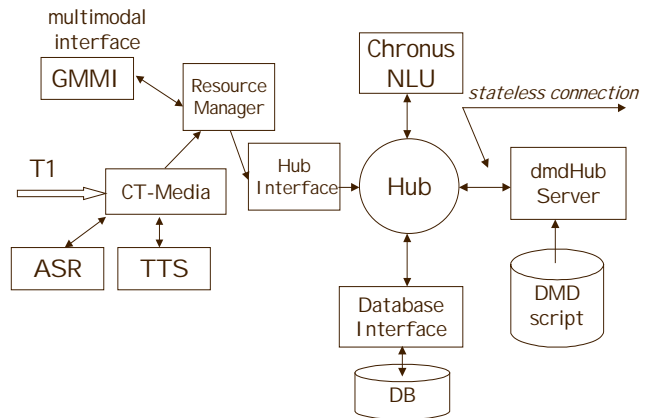 multimodal
interface
GMMI
Resource
Manager
Chronus
NLU
stateless connection
T1
CT-Media
Hub
Interface
Hub
dmdHub
Server
ASR
TTS
Database
Interface
DMD
script
DB